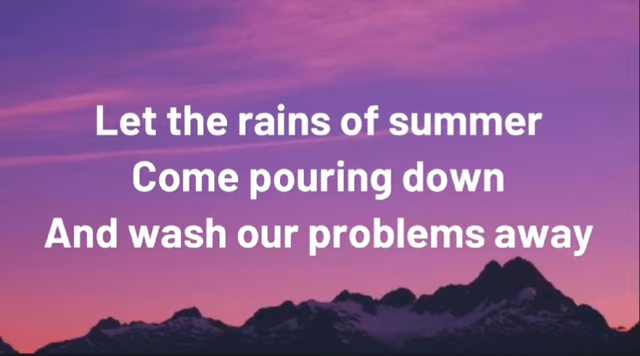 Let the rains of summer
Come pouring down
And wash our problems away